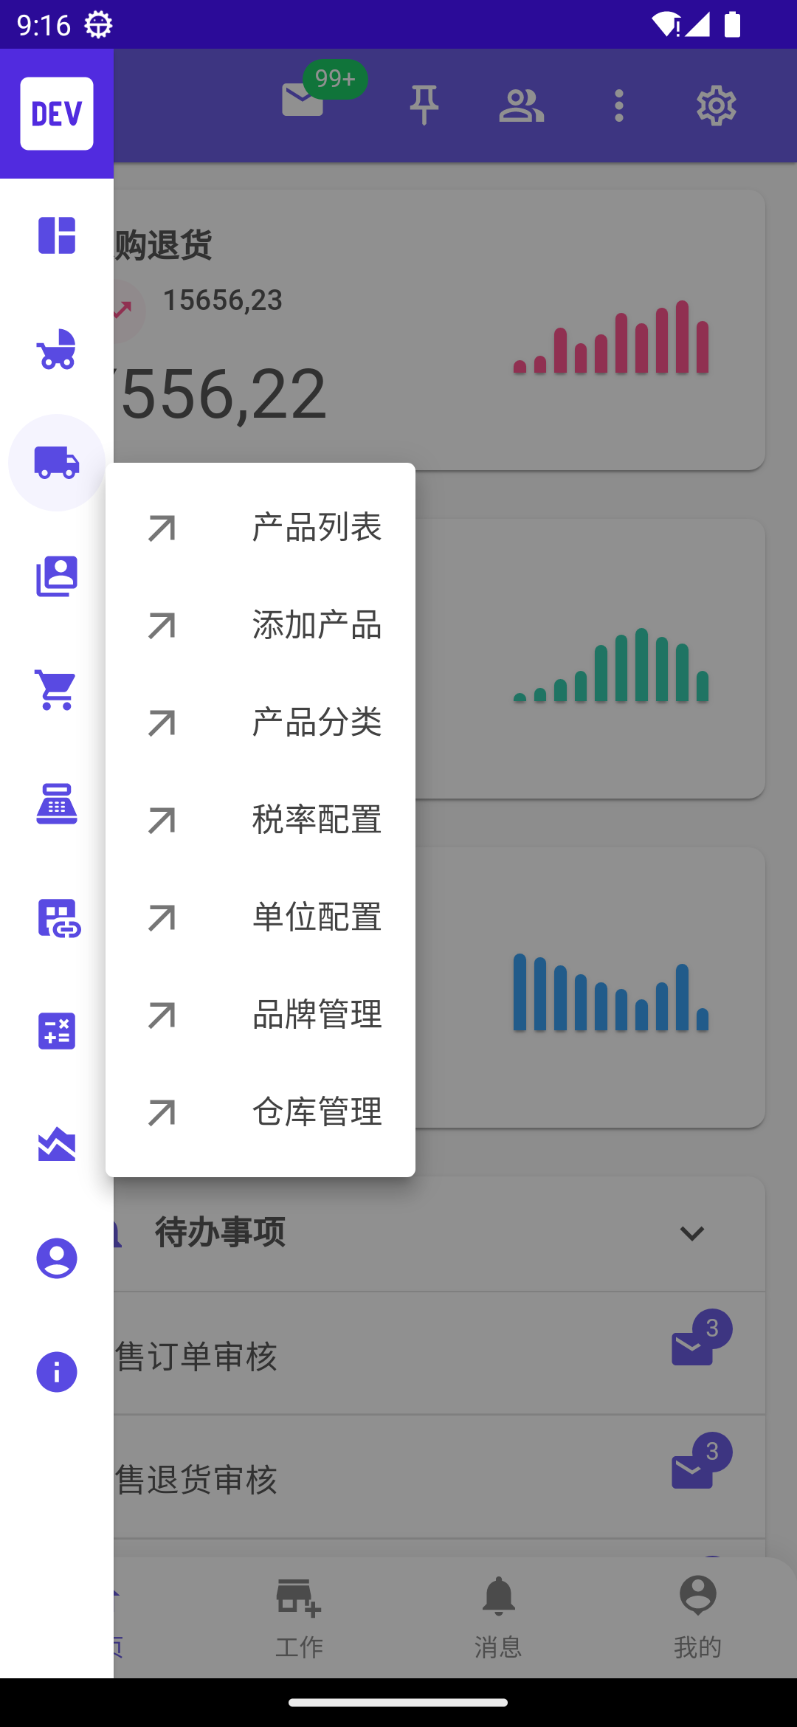 9:16
DEV
99+
购退货
15656,23
556,22
产品列表
添加产品
产品分类
税率配置
单位配置
品牌管理
仓库管理
待办事项
售订单审核
3
售退货审核
3
页
工作
消息
我的